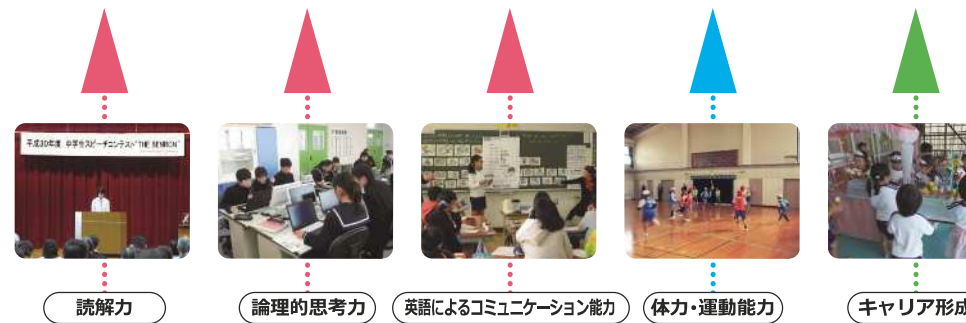 平成30年度 中学生スピーチコンテスト"THE BENRON"
読解力
論理的思考力
英語によるコミュニケーション能力
体力・運動能力
キャリア形成